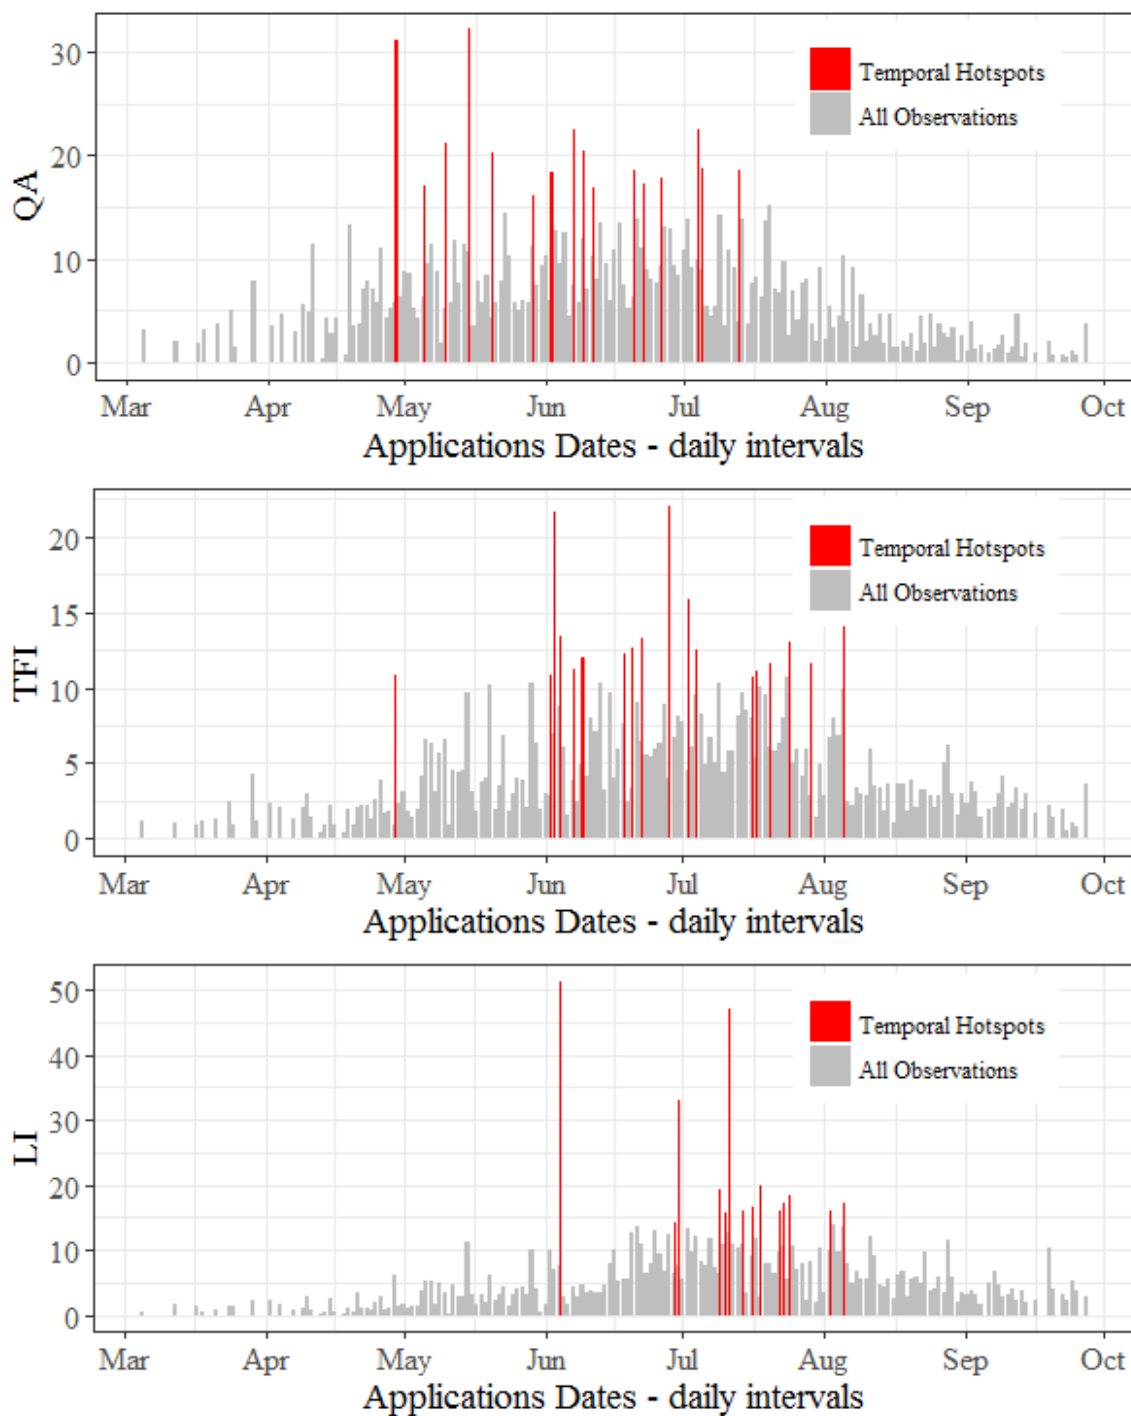 30
20
10
0
QA
Temporal Hotspots
All Observations
Mar Apr May Jun Jul Aug Sep Oct
Applications Dates - daily intervals
20
15
10
5
0
TFI
Temporal Hotspots
All Observations
Mar Apr May Jun Jul Aug Sep Oct
Applications Dates - daily intervals
50
40
30
20
10
0
LI
Temporal Hotspots
All Observations
Mar Apr May Jun Jul Aug Sep Oct
Applications Dates - daily intervals